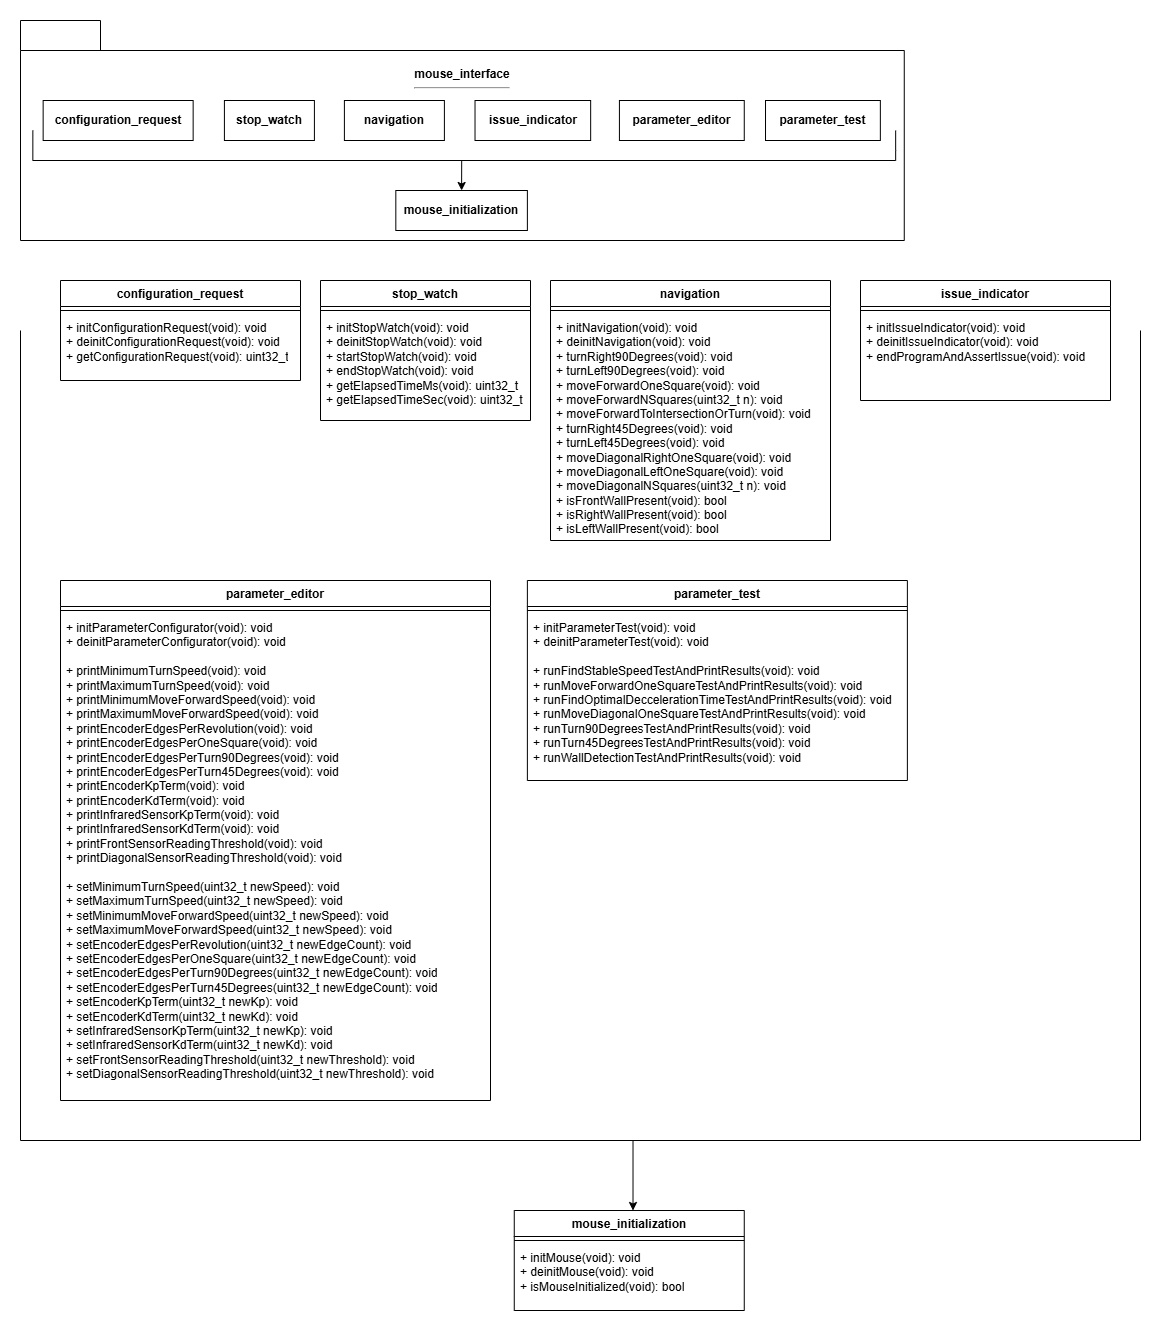 mouse_interface
configuration_request
stop_watch
navigation
issue_indicator
parameter_editor
parameter_test
mouse_initialization
configuration_request
+ initConfigurationRequest(void): void
+ deinitConfigurationRequest(void): void
+ getConfigurationRequest(void): uint32_t
stop_watch
+ initStopWatch(void): void
+ deinitStopWatch(void): void
+ startStopWatch(void): void
+ endStopWatch(void): void
+ getElapsedTimeMs(void): uint32_t
+ getElapsedTimeSec(void): uint32_t
navigation
+ initNavigation(void): void
+ deinitNavigation(void): void
+ turnRight90Degrees(void): void
+ turnLeft90Degrees(void): void
+ moveForwardOneSquare(void): void
+ moveForwardNSquares(uint32_t n): void
+ moveForwardToIntersectionOrTurn(void): void
+ turnRight45Degrees(void): void
+ turnLeft45Degrees(void): void
+ moveDiagonalRightOneSquare(void): void
+ moveDiagonalLeftOneSquare(void): void
+ moveDiagonalNSquares(uint32_t n): void
+ isFrontWallPresent(void): bool
+ isRightWallPresent(void): bool
+ isLeftWallPresent(void): bool
issue_indicator
+ initIssueIndicator(void): void
+ deinitIssueIndicator(void): void
+ endProgramAndAssertIssue(void): void
parameter_editor
+ initParameterConfigurator(void): void
+ deinitParameterConfigurator(void): void
+ printMinimumTurnSpeed(void): void
+ printMaximumTurnSpeed(void): void
+ printMinimumMoveForwardSpeed(void): void
+ printMaximumMoveForwardSpeed(void): void
+ printEncoderEdgesPerRevolution(void): void
+ printEncoderEdgesPerOneSquare(void): void
+ printEncoderEdgesPerTurn90Degrees(void): void
+ printEncoderEdgesPerTurn45Degrees(void): void
+ printEncoderKpTerm(void): void
+ printEncoderKdTerm(void): void
+ printInfraredSensorKpTerm(void): void
+ printInfraredSensorKdTerm(void): void
+ printFrontSensorReadingThreshold(void): void
+ printDiagonalSensorReadingThreshold(void): void
+ setMinimumTurnSpeed(uint32_t newSpeed): void
+ setMaximumTurnSpeed(uint32_t newSpeed): void
+ setMinimumMoveForwardSpeed(uint32_t newSpeed): void
+ setMaximumMoveForwardSpeed(uint32_t newSpeed): void
+ setEncoderEdgesPerRevolution(uint32_t newEdgeCount): void
+ setEncoderEdgesPerOneSquare(uint32_t newEdgeCount): void
+ setEncoderEdgesPerTurn90Degrees(uint32_t newEdgeCount): void
+ setEncoderEdgesPerTurn45Degrees(uint32_t newEdgeCount): void
+ setEncoderKpTerm(uint32_t newKp): void
+ setEncoderKdTerm(uint32_t newKd): void
+ setInfraredSensorKpTerm(uint32_t newKp): void
+ setInfraredSensorKdTerm(uint32_t newKd): void
+ setFrontSensorReadingThreshold(uint32_t newThreshold): void
+ setDiagonalSensorReadingThreshold(uint32_t newThreshold): void
parameter_test
+ initParameterTest(void): void
+ deinitParameterTest(void): void
+ runFindStableSpeedTestAndPrintResults(void): void
+ runMoveForwardOneSquareTestAndPrintResults(void): void
+ runFindOptimalDeccelerationTimeTestAndPrintResults(void): void
+ runMoveDiagonalOneSquareTestAndPrintResults(void): void
+ runTurn90DegreesTestAndPrintResults(void): void
+ runTurn45DegreesTestAndPrintResults(void): void
+ runWallDetectionTestAndPrintResults(void): void
mouse_initialization
+ initMouse(void): void
+ deinitMouse(void): void
+ isMouseInitialized(void): bool